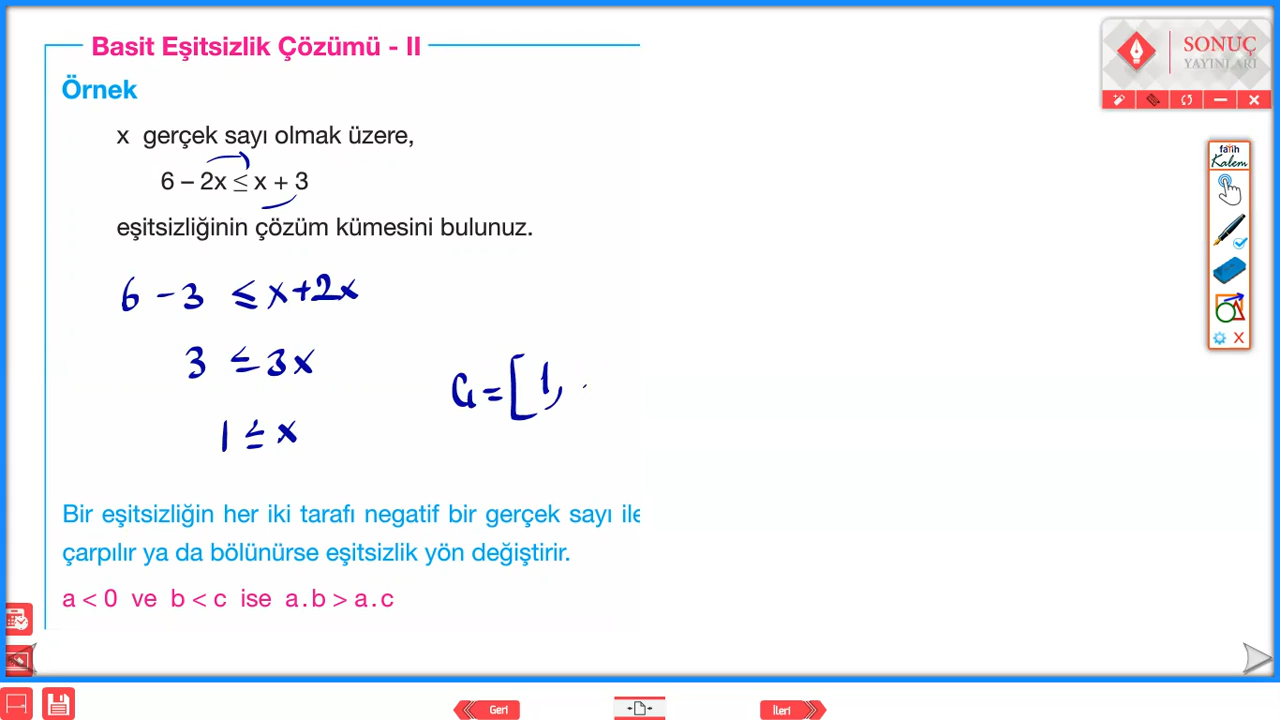 Basit Eşitsizlik Çözümü - II
SONUÇ
YAYINLARI
Örnek
x gerçek sayı olmak üzere,
6 – 2x ≤ x + 3
eşitsizliğinin çözüm kümesini bulunuz.
6 - 3 ≤ x+2x
3 ≤ 3x
1 ≤ x
Ç = [1,
Bir eşitsizliğin her iki tarafı negatif bir gerçek sayı ile
çarpılır ya da bölünürse eşitsizlik yön değiştirir.
a < 0 ve b < c ise a.b > a.c
fatih
Kalem
Geri
İleri